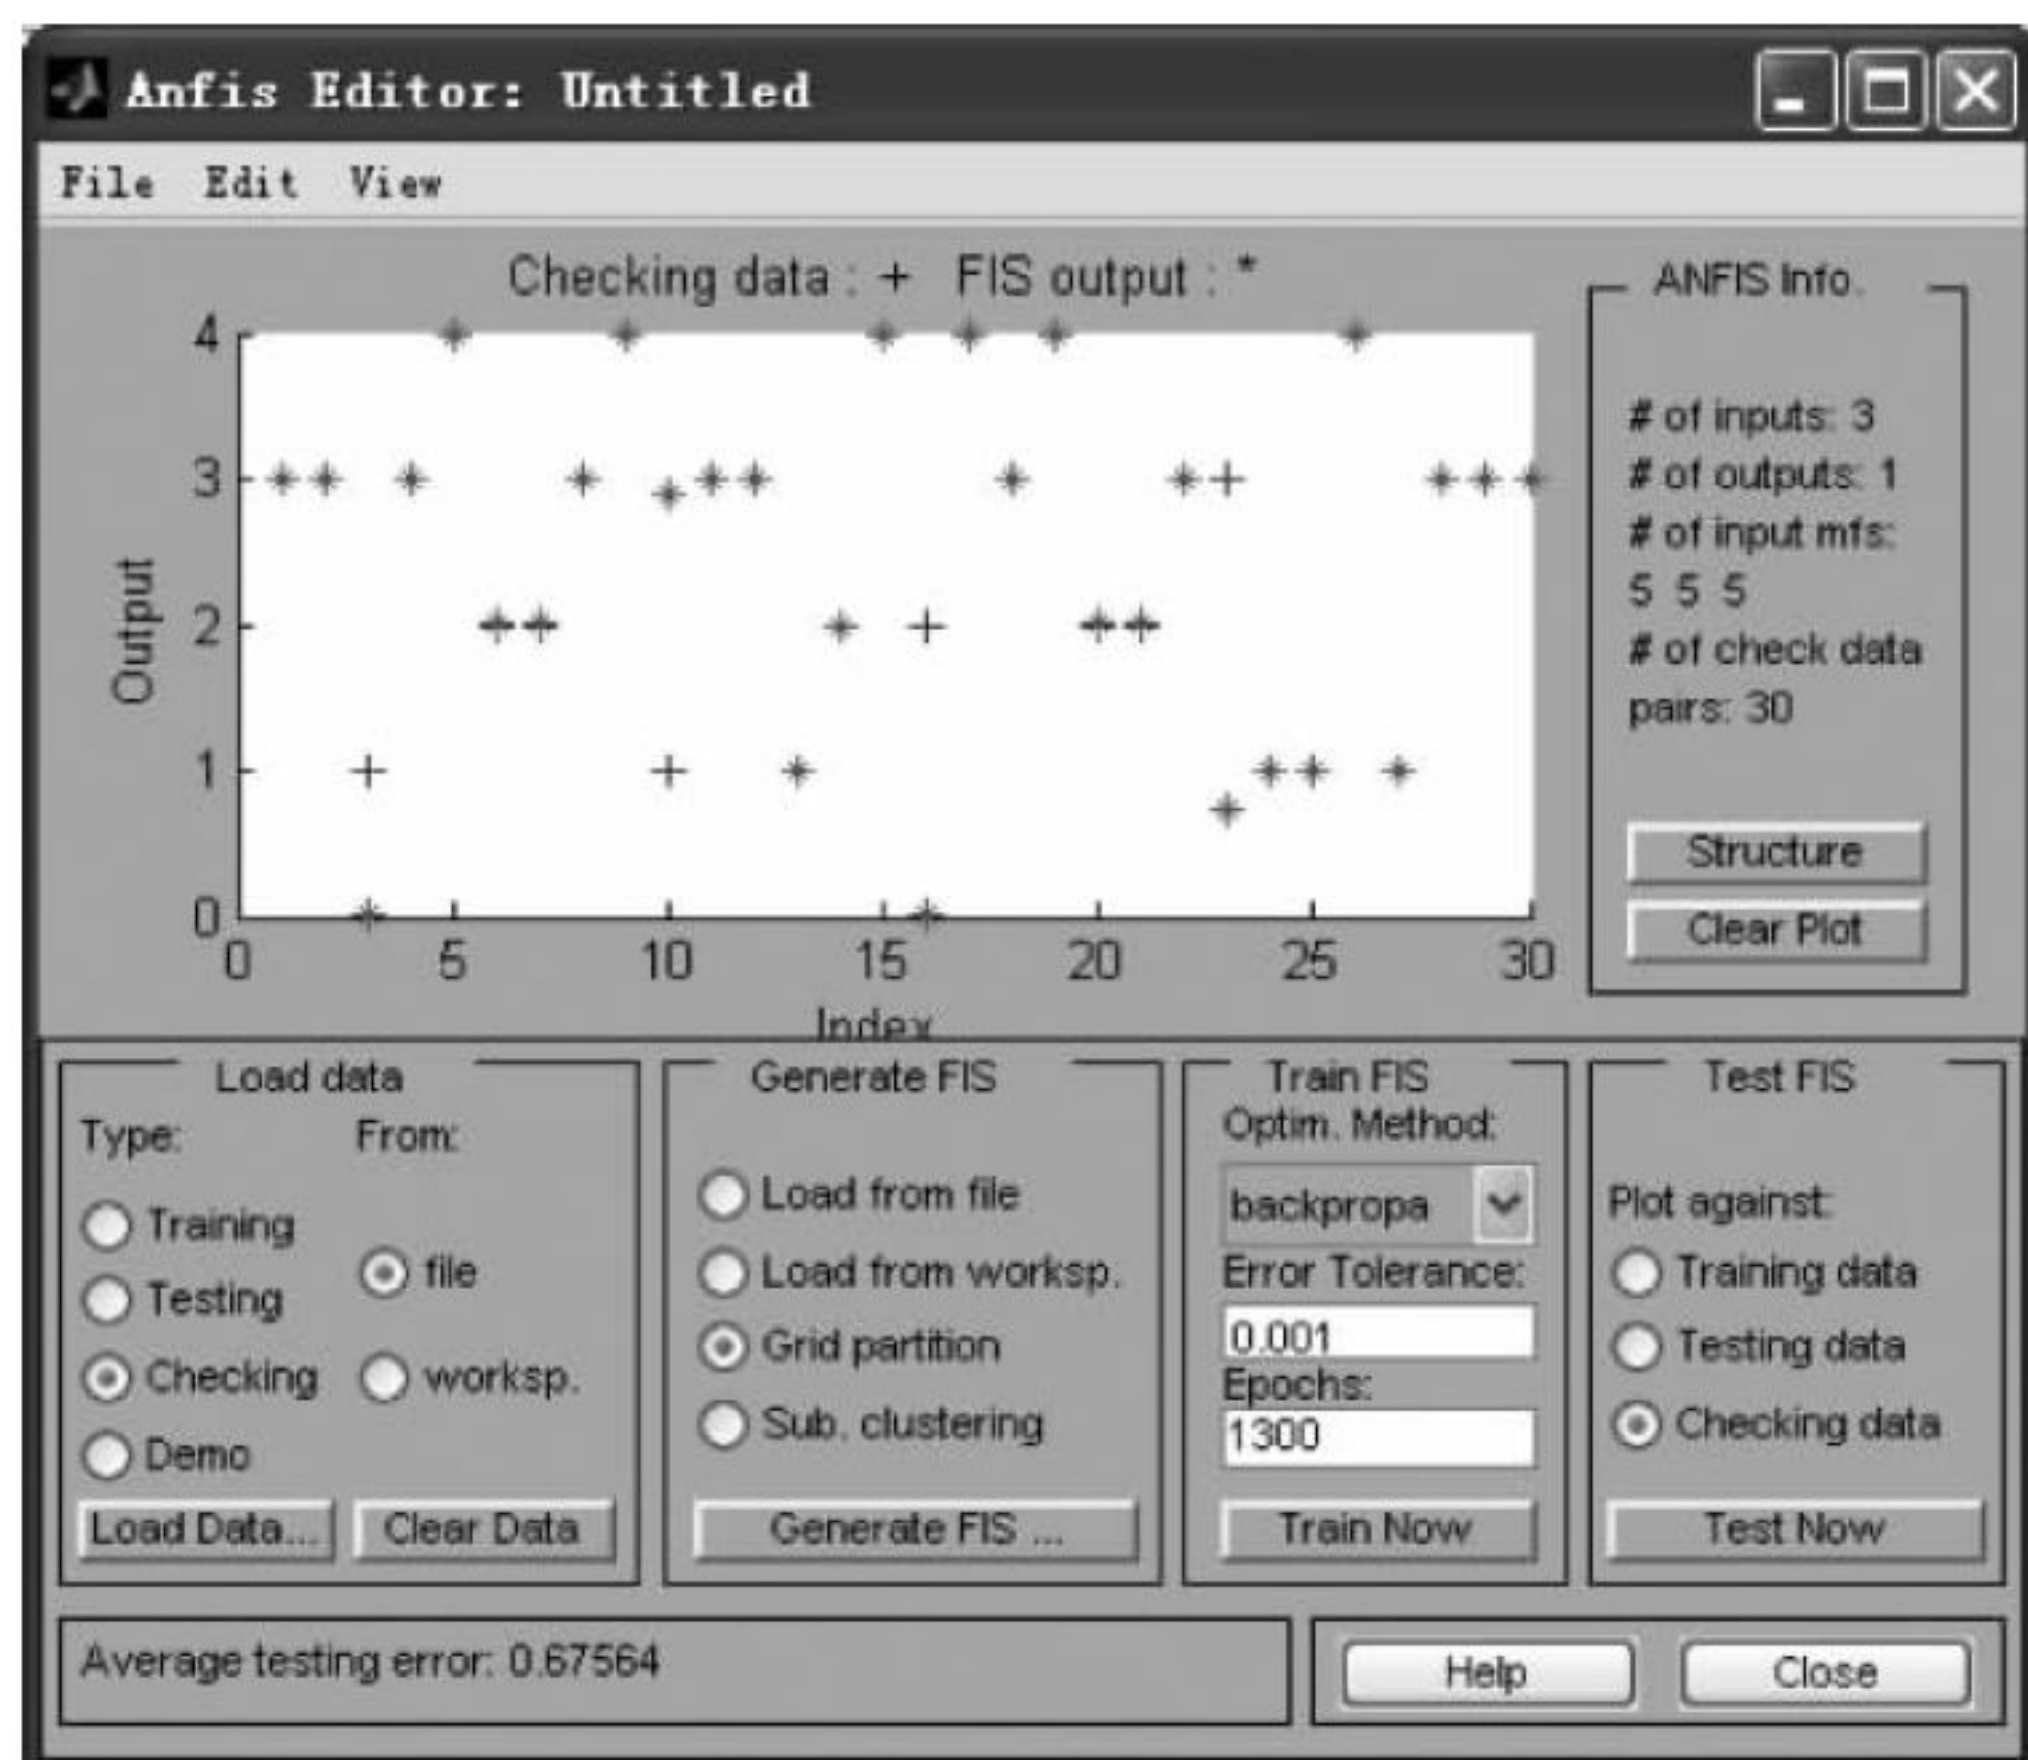 Anfis Editor: Untitled
File Edit View
Checking data : + FIS output : *
Output
4
3
2
1
0
0 5 10 15 20 25 30
Index
ANFIS Info.
# of inputs: 3
# of outputs: 1
# of input mfs:
5 5 5
# of check data
pairs: 30
Structure
Clear Plot
Load data
Type:
From:
Training
Testing
Checking
Demo
file
worksp.
Load Data...
Clear Data
Generate FIS
Load from file
Load from worksp.
Grid partition
Sub. clustering
Generate FIS ...
Train FIS
Optim. Method:
backpropa
Error Tolerance:
0.001
Epochs:
1300
Train Now
Test FIS
Plot against:
Training data
Testing data
Checking data
Test Now
Average testing error: 0.67564
Help
Close